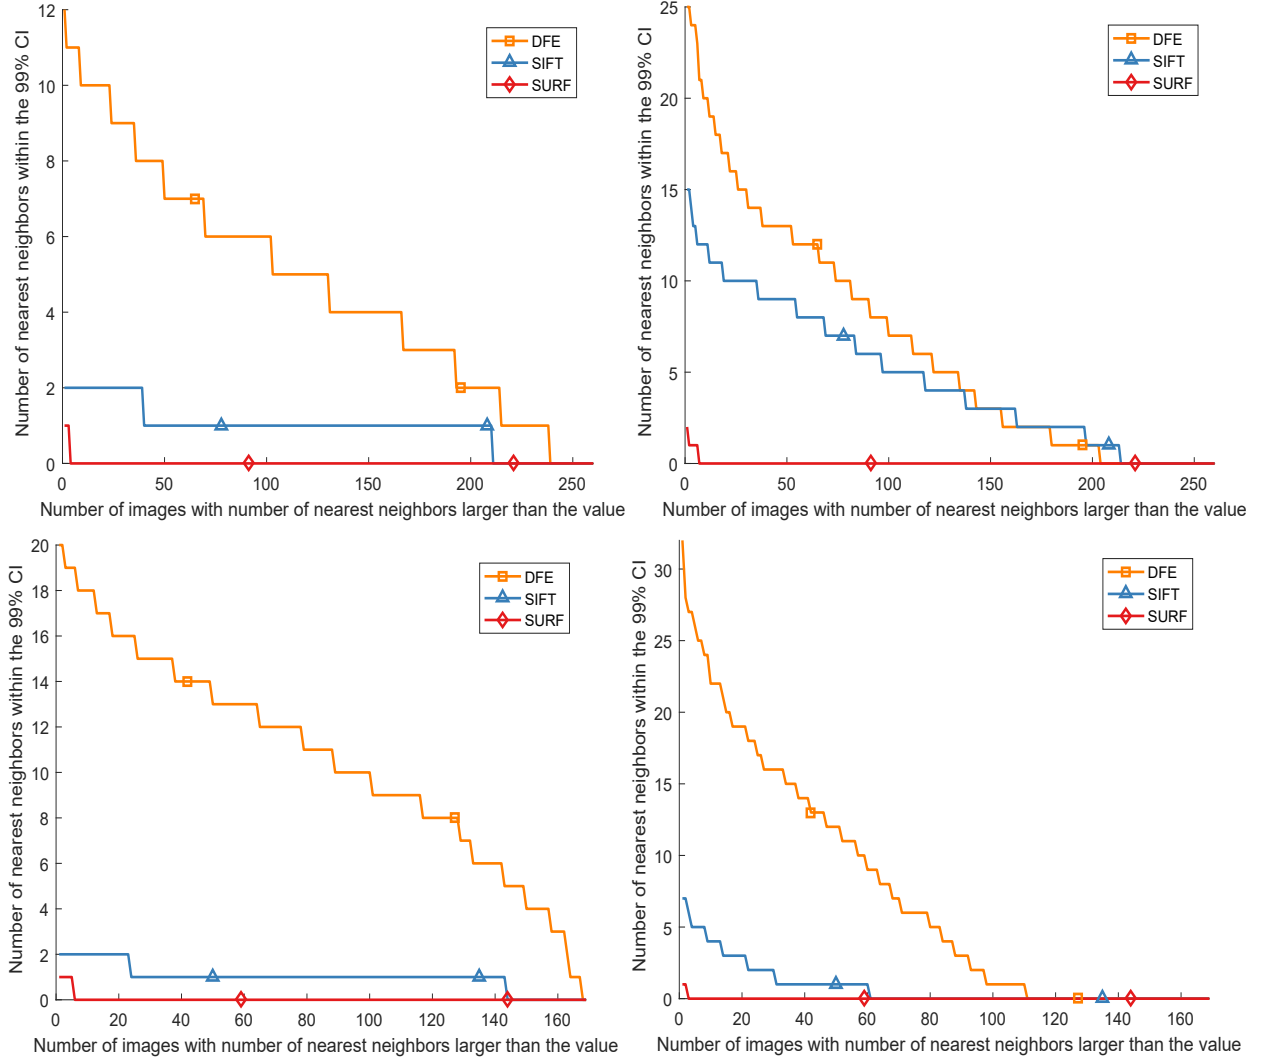 Number of nearest neighbors within the 99% CI
12
10
8
6
4
2
0
DFE
SIFT
SURF
0 50 100 150 200 250
Number of images with number of nearest neighbors larger than the value
Number of nearest neighbors within the 99% CI
25
20
15
10
5
0
DFE
SIFT
SURF
0 50 100 150 200 250
Number of images with number of nearest neighbors larger than the value
Number of nearest neighbors within the 99% CI
20
18
16
14
12
10
8
6
4
2
0
DFE
SIFT
SURF
0 20 40 60 80 100 120 140 160
Number of images with number of nearest neighbors larger than the value
Number of nearest neighbors within the 99% CI
30
25
20
15
10
5
0
DFE
SIFT
SURF
0 20 40 60 80 100 120 140 160
Number of images with number of nearest neighbors larger than the value